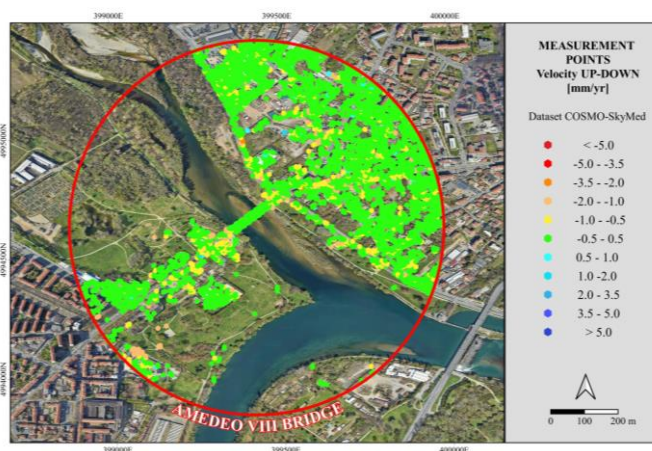 399000E
399500E
400000E
4995000N
4994500N
4994000N
MEASUREMENT
POINTS
Velocity UP-DOWN
[mm/yr]
Dataset COSMO-SkyMed
< -5.0
-5.0 - -3.5
-3.5 - -2.0
-2.0 - -1.0
-1.0 - -0.5
-0.5 - 0.5
0.5 - 1.0
1.0 - 2.0
2.0 - 3.5
3.5 - 5.0
> 5.0
0
100
200 m
AMEDEO VIII BRIDGE
399000E
399500E
400000E